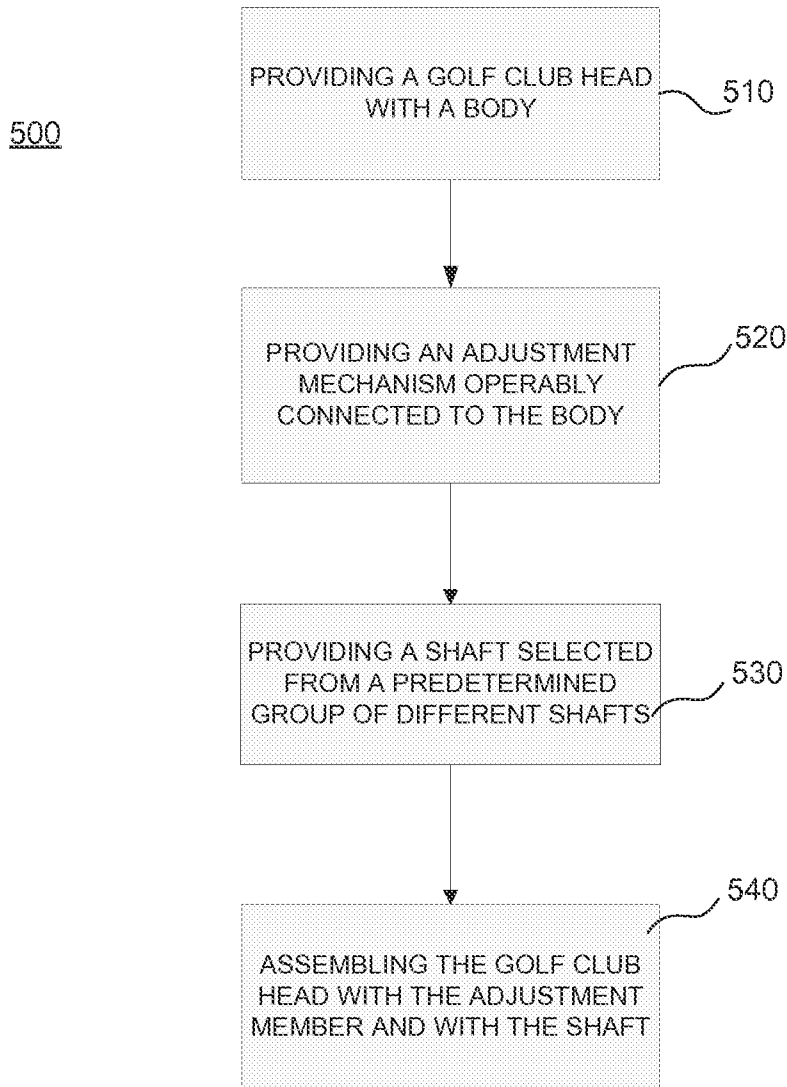 500
PROVIDING A GOLF CLUB HEAD
WITH A BODY
510
PROVIDING AN ADJUSTMENT
MECHANISM OPERABLY
CONNECTED TO THE BODY
520
PROVIDING A SHAFT SELECTED
FROM A PREDETERMINED
GROUP OF DIFFERENT SHAFTS
530
ASSEMBLING THE GOLF CLUB
HEAD WITH THE ADJUSTMENT
MEMBER AND WITH THE SHAFT
540